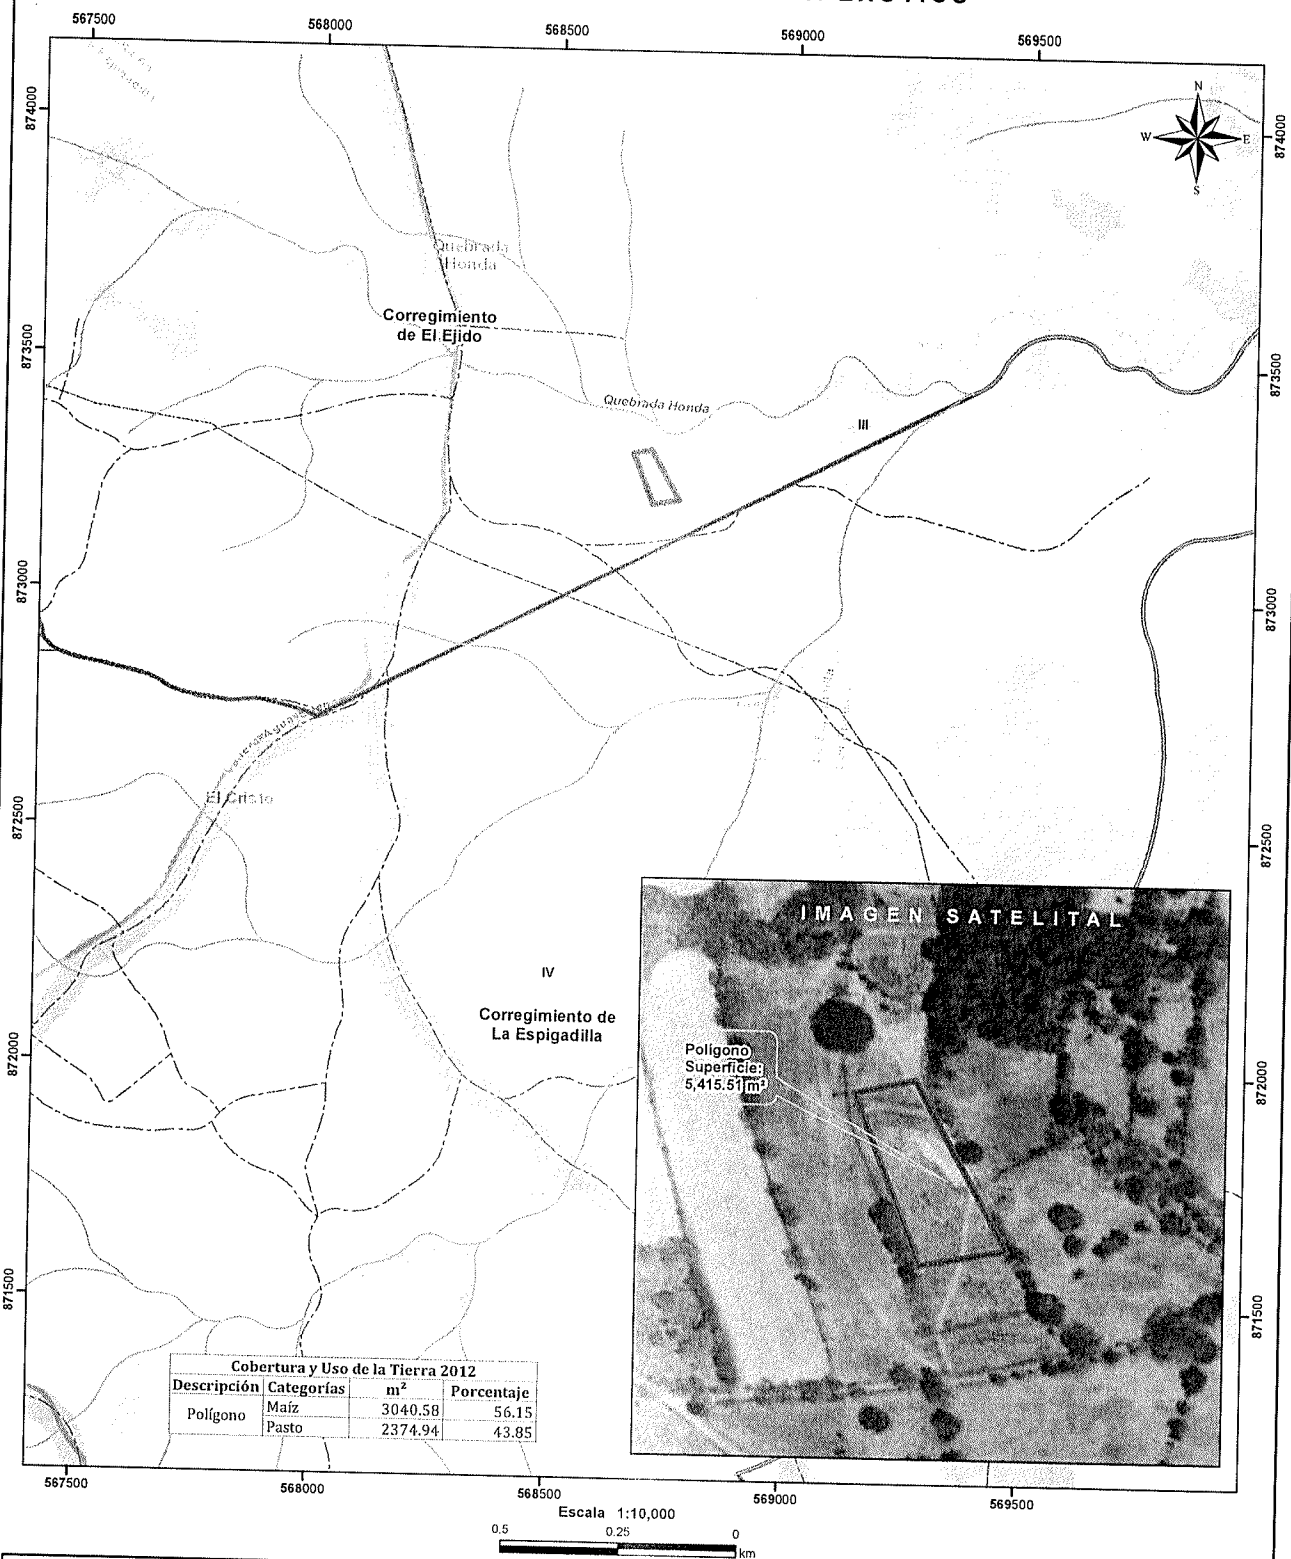 567500
568000
568500
569000
569500
874000
874000
N
W
E
S
Quebrada
Honda
Corregimiento
de El Ejido
873500
873500
Quebrada Honda
III
873000
873000
El Cristo
872500
872500
IMAGEN SATELITAL
IV
Corregimiento de
La Espigadilla
Polígono
Superficie:
5,415.51 m²
872000
872000
871500
871500
Cobertura y Uso de la Tierra 2012
Descripción Categorías m² Porcentaje
Polígono Maíz 3040.58 56.15
Pasto 2374.94 43.85
567500
568000
568500
569000
569500
Escala 1:10,000
0.5 0.25 0
km